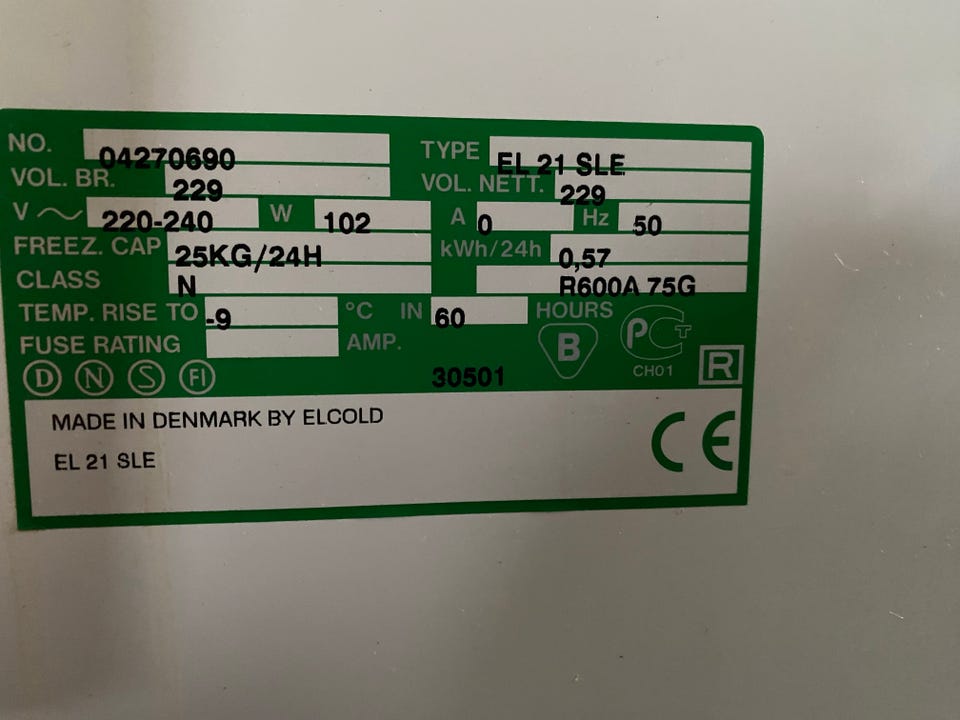 NO. 04270690 TYPE EL 21 SLE
VOL. BR. 229 VOL. NETT. 229
V ~ 220-240 W 102 A 0 Hz 50
FREEZ. CAP 25KG/24H kWh/24h 0,57
CLASS N R600A 75G
TEMP. RISE TO -9 °C IN 60 HOURS
FUSE RATING AMP. B PCT
D N S FI 30501 CH01 R
MADE IN DENMARK BY ELCOLD
EL 21 SLE CE